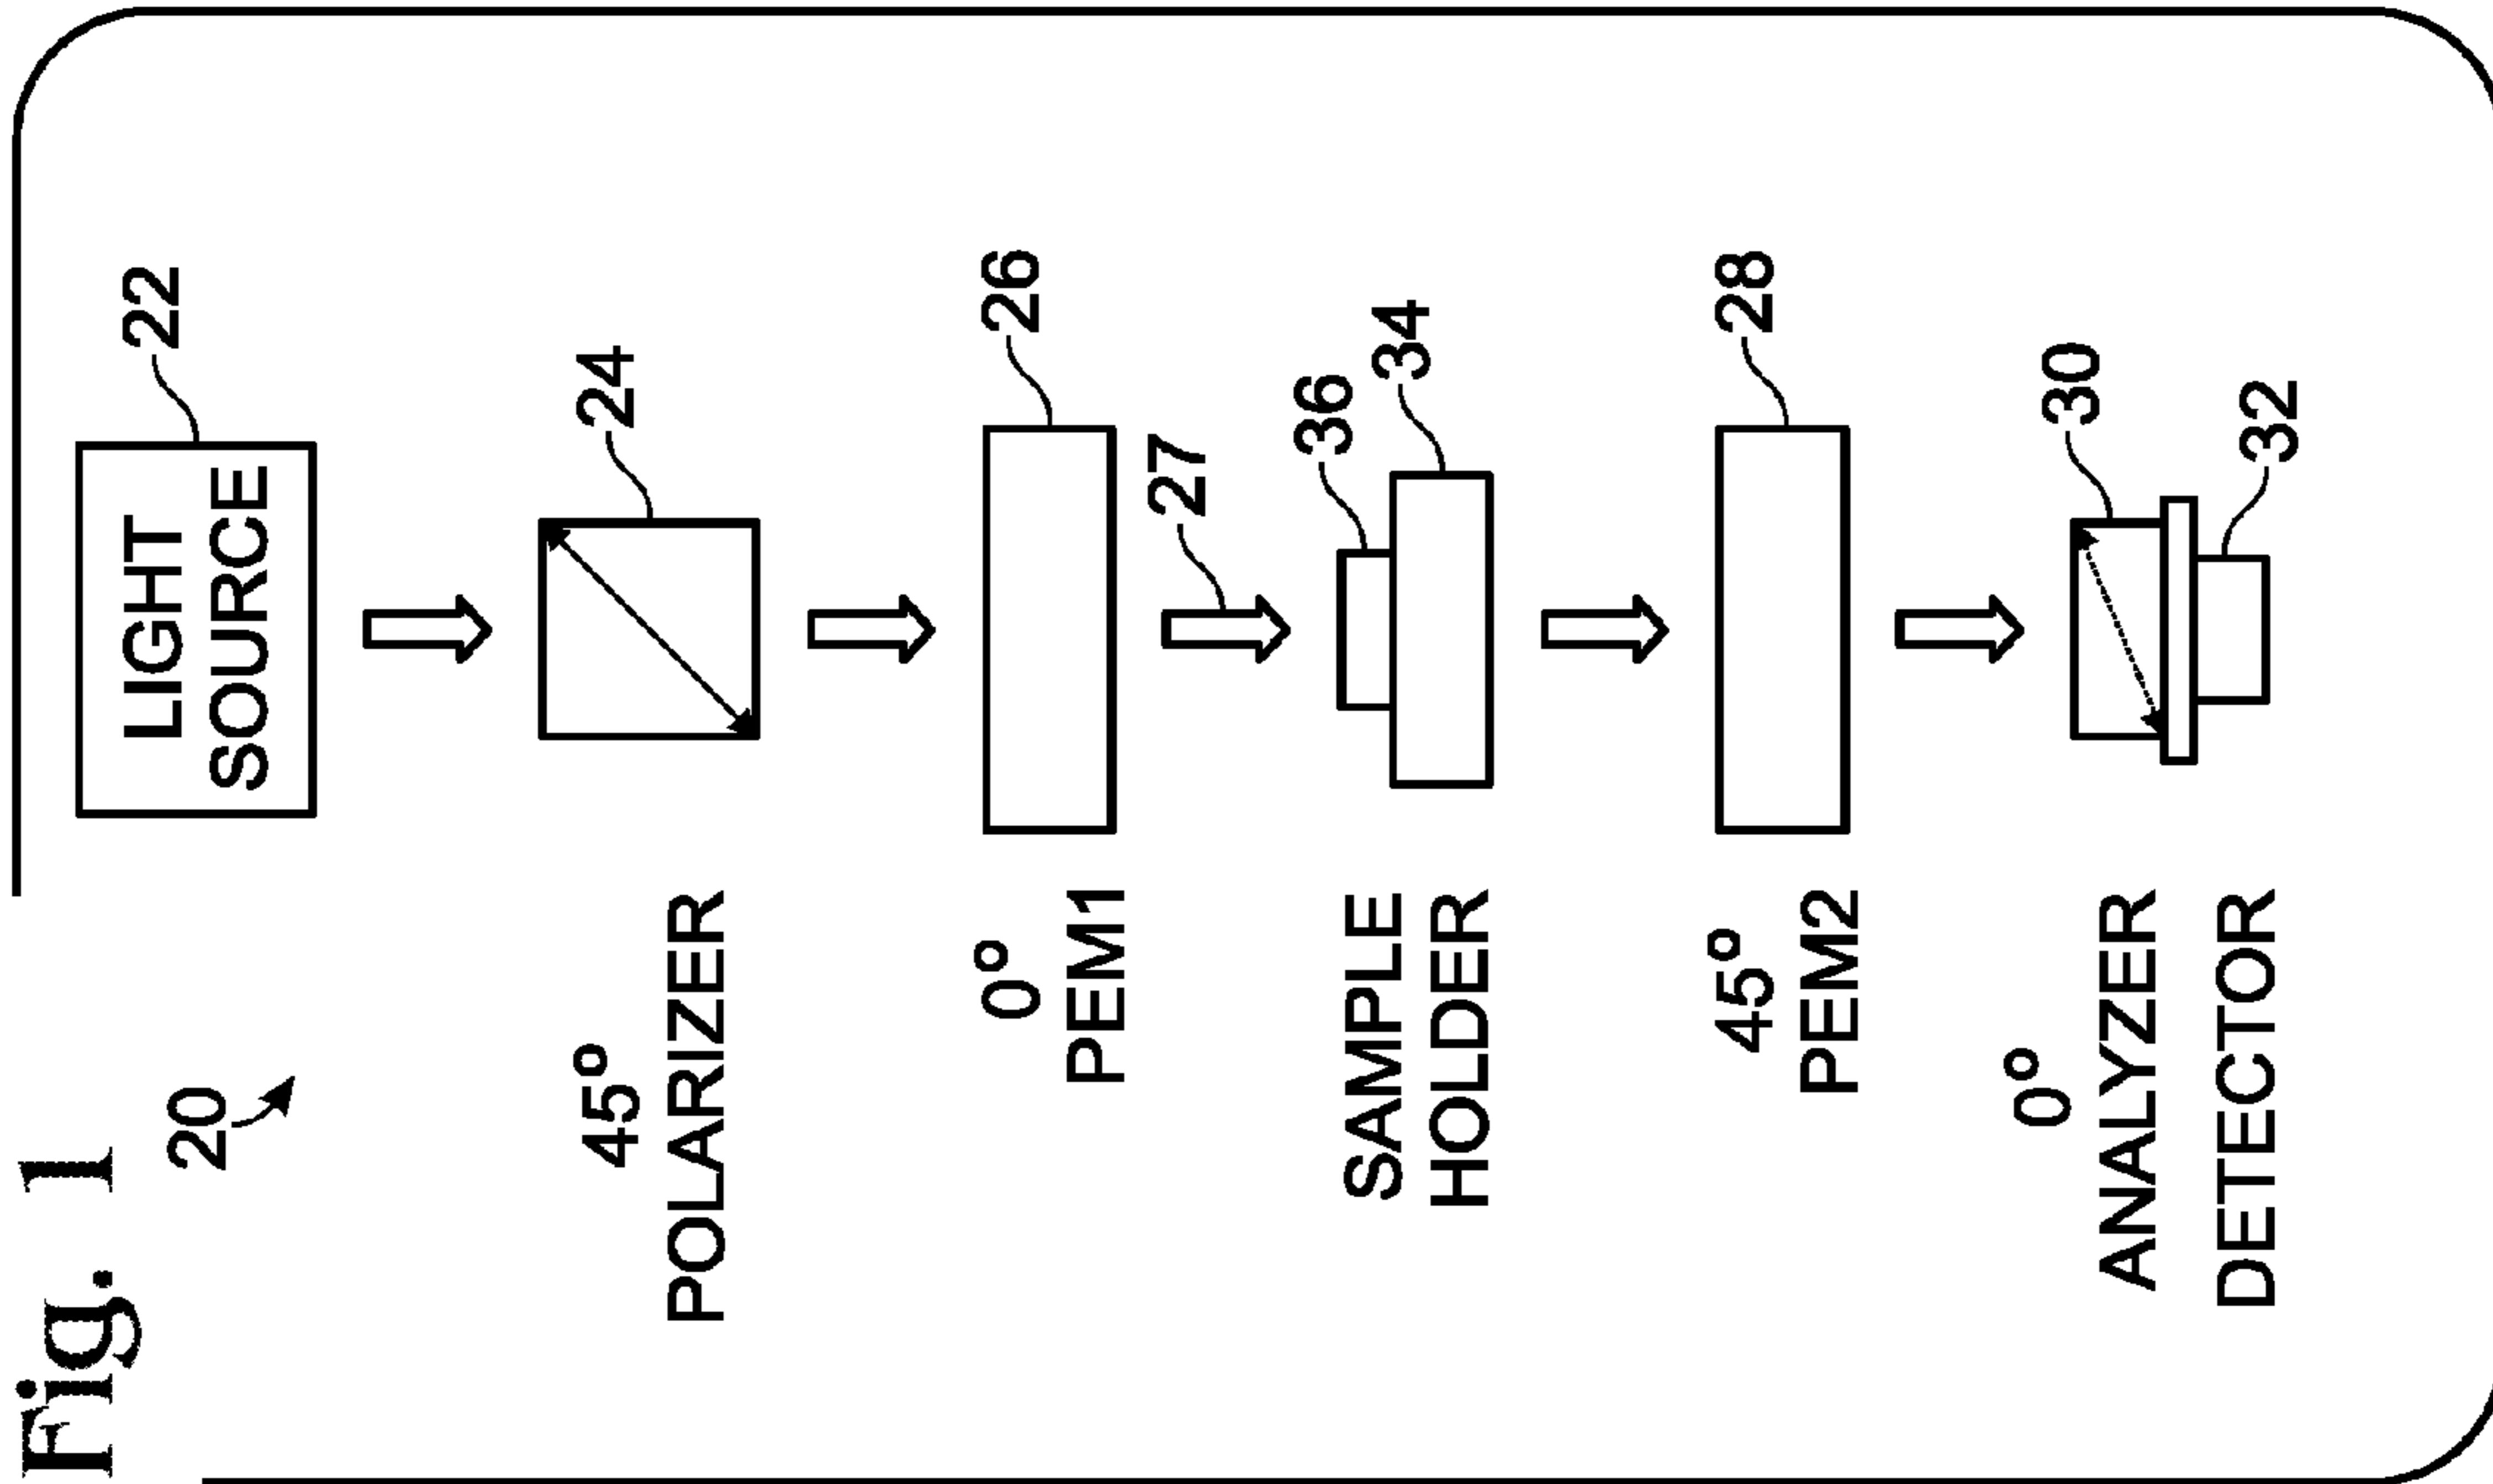 Fig. 1
20
LIGHT
SOURCE
22
45°
POLARIZER
24
0°
PEM1
26
27
SAMPLE
HOLDER
36
34
45°
PEM2
28
0°
ANALYZER
30
DETECTOR
32